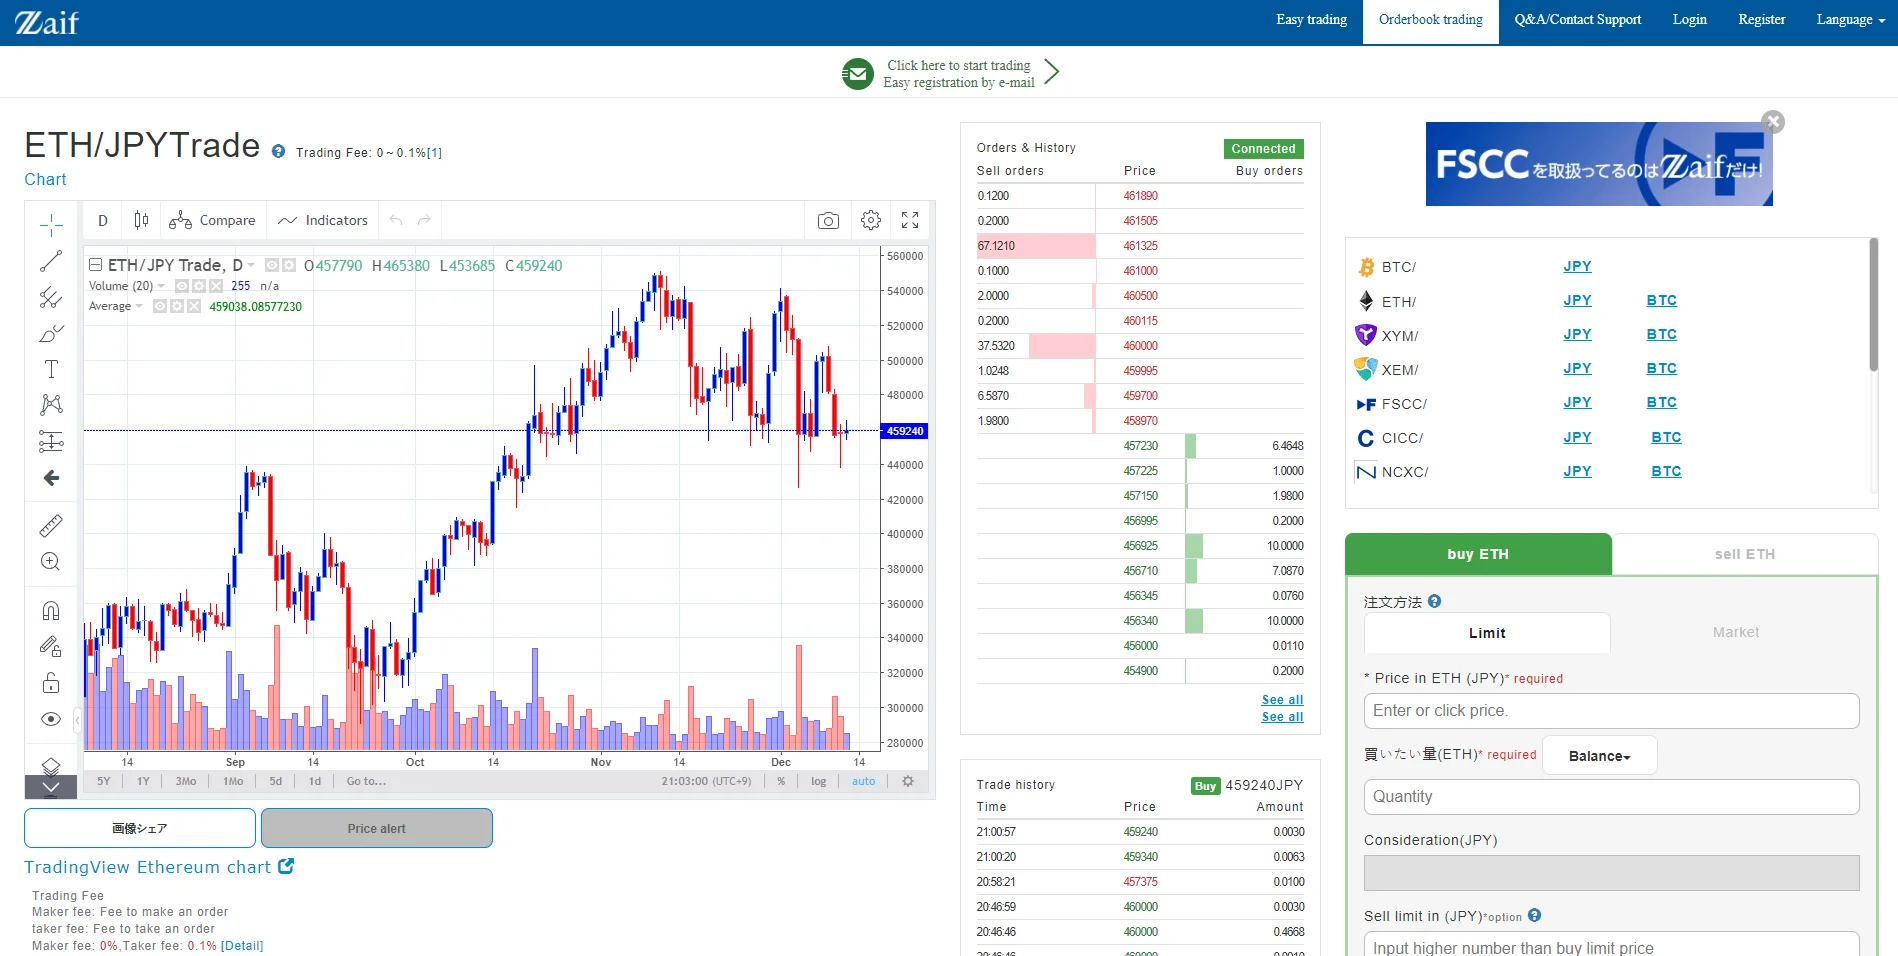 Zaif
Easy trading
Orderbook trading
Q&A/Contact Support
Login
Register
Language
Click here to start trading
Easy registration by e-mail
ETH/JPYTrade
Trading Fee: 0～0.1%[1]
Chart
D
Compare
Indicators
ETH/JPY Trade, D
O457790 H465380 L453685 C459240
Volume (20) 255 n/a
Average 459038.08577230
560000
540000
520000
500000
480000
459240
440000
420000
400000
380000
360000
340000
320000
300000
280000
14 Sep 14 Oct 14 Nov 14 Dec 14
5Y 1Y 3Mo 1Mo 5d 1d Go to... 21:03:00 (UTC+9) % log auto
画像シェア
Price alert
TradingView Ethereum chart
Trading Fee
Maker fee: Fee to make an order
taker fee: Fee to take an order
Maker fee: 0%,Taker fee: 0.1% [Detail]
Orders & History
Connected
Sell orders Price Buy orders
0.1200 461890
0.2000 461505
67.1210 461325
0.1000 461000
2.0000 460500
0.2000 460115
37.5320 460000
1.0248 459995
6.5870 459700
1.9800 458970
457230 6.4648
457225 1.0000
457150 1.9800
456995 0.2000
456925 10.0000
456710 7.0870
456345 0.0760
456340 10.0000
456000 0.0110
454900 0.2000
See all
See all
Trade history Buy 459240JPY
Time Price Amount
21:00:57 459240 0.0030
21:00:20 459340 0.0063
20:58:21 457375 0.0100
20:46:59 460000 0.0030
20:46:46 460000 0.4668
20:46:46 460000 0.0010
FSCCを取扱ってるのはZaifだけ!
BTC/ JPY
ETH/ JPY BTC
XYM/ JPY BTC
XEM/ JPY BTC
FSCC/ JPY BTC
CICC/ JPY BTC
NCXC/ JPY BTC
buy ETH
sell ETH
注文方法
Limit
Market
* Price in ETH (JPY)* required
Enter or click price.
買いたい量(ETH)* required
Balance
Quantity
Consideration(JPY)
Sell limit in (JPY)*option
Input higher number than buy limit price